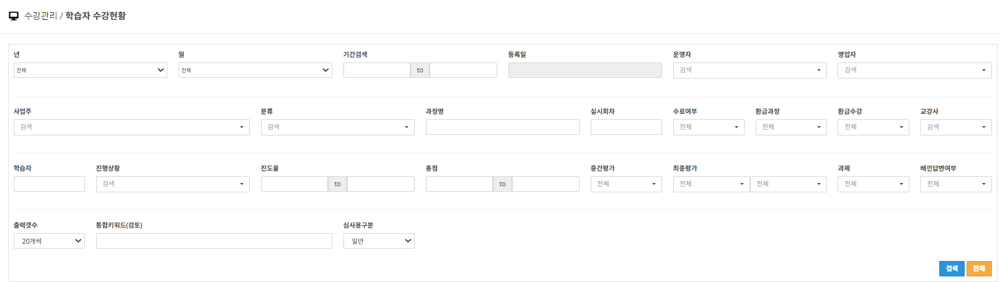 수강관리 / 학습자 수강현황
년 월 기간검색 등록일 운영자 영업자
전체 전체 to 검색 검색
사업주 분류 과정명 실시회차 수료여부 환급과정 환급수강 교강사
검색 검색 전체 전체 전체 검색
학습자 진행상황 진도율 총점 중간평가 최종평가 과제 배낀답변여부
검색 to to 전체 전체 전체 전체 전체
출력갯수 통합키워드(검토) 심사용구분
20개씩 일반
검색 전체